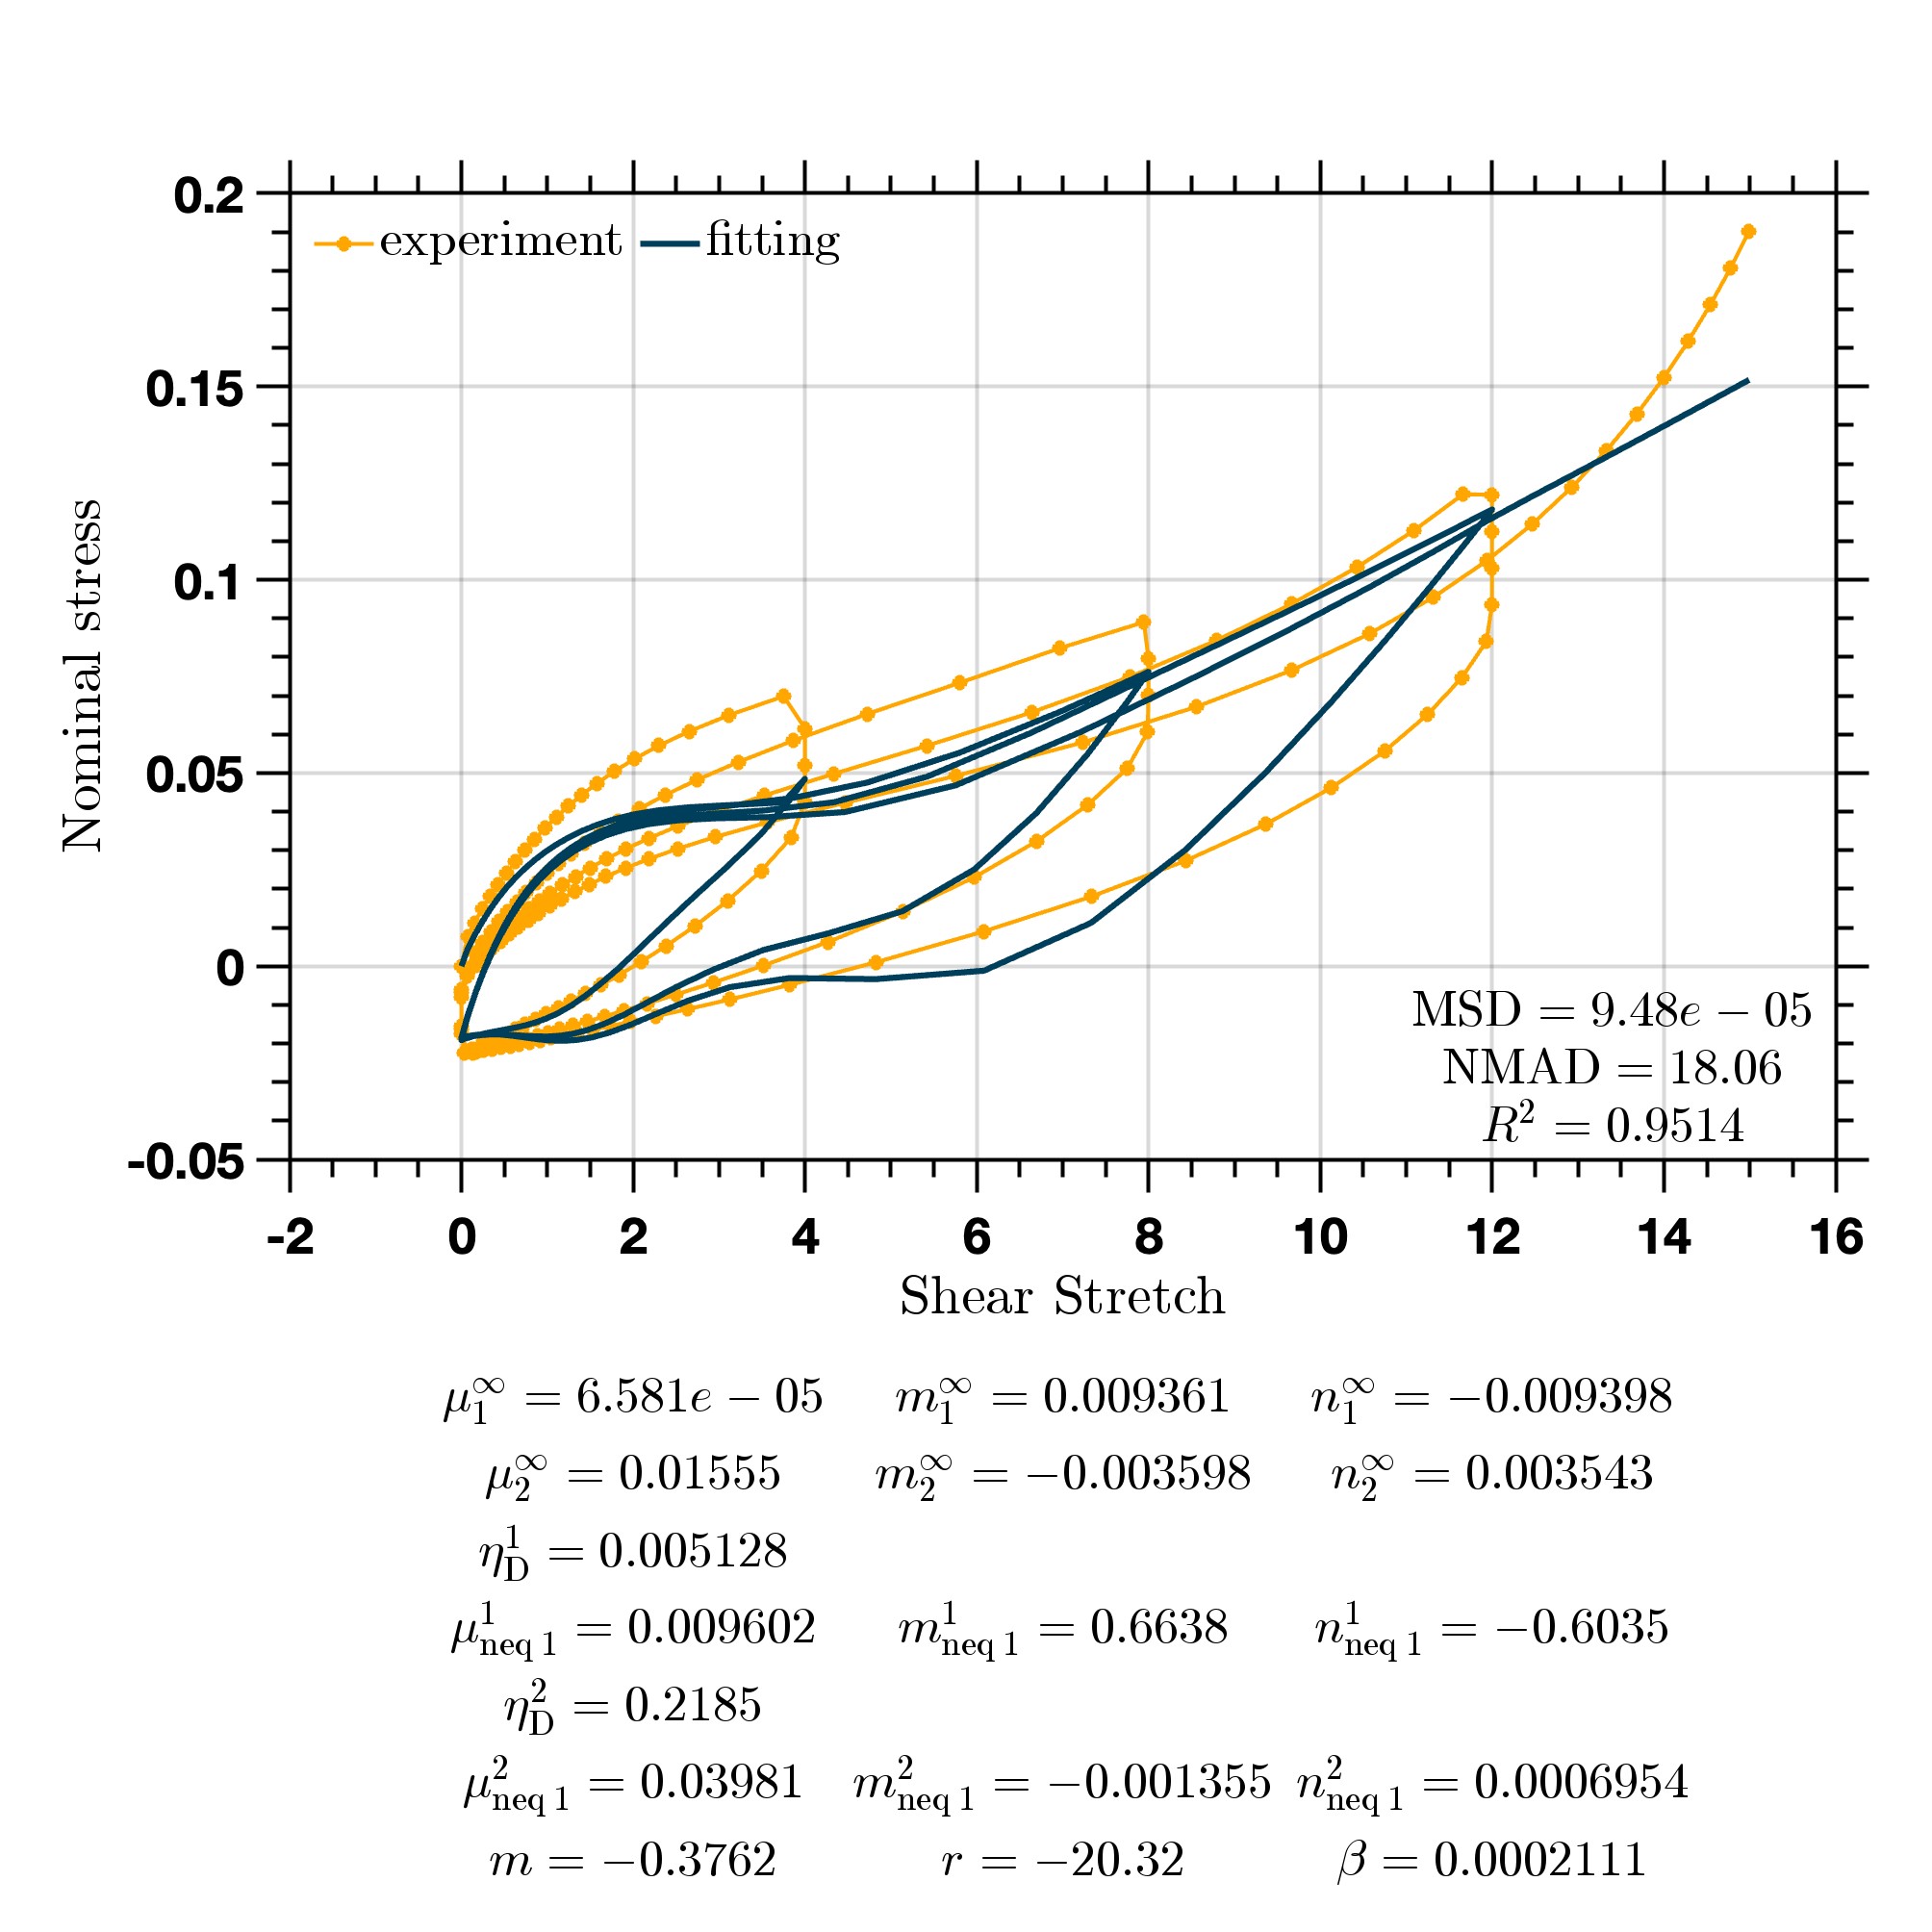 0.2
0.15
0.1
0.05
0
-0.05
Nominal stress
experiment fitting
MSD = 9.48e − 05
NMAD = 18.06
R² = 0.9514
-2 0 2 4 6 8 10 12 14 16
Shear Stretch
μ₁^∞ = 6.581e − 05 m₁^∞ = 0.009361 n₁^∞ = −0.009398
μ₂^∞ = 0.01555 m₂^∞ = −0.003598 n₂^∞ = 0.003543
η_D^1 = 0.005128
μ_neq 1^1 = 0.009602 m_neq 1^1 = 0.6638 n_neq 1^1 = −0.6035
η_D^2 = 0.2185
μ_neq 1^2 = 0.03981 m_neq 1^2 = −0.001355 n_neq 1^2 = 0.0006954
m = −0.3762 r = −20.32 β = 0.0002111